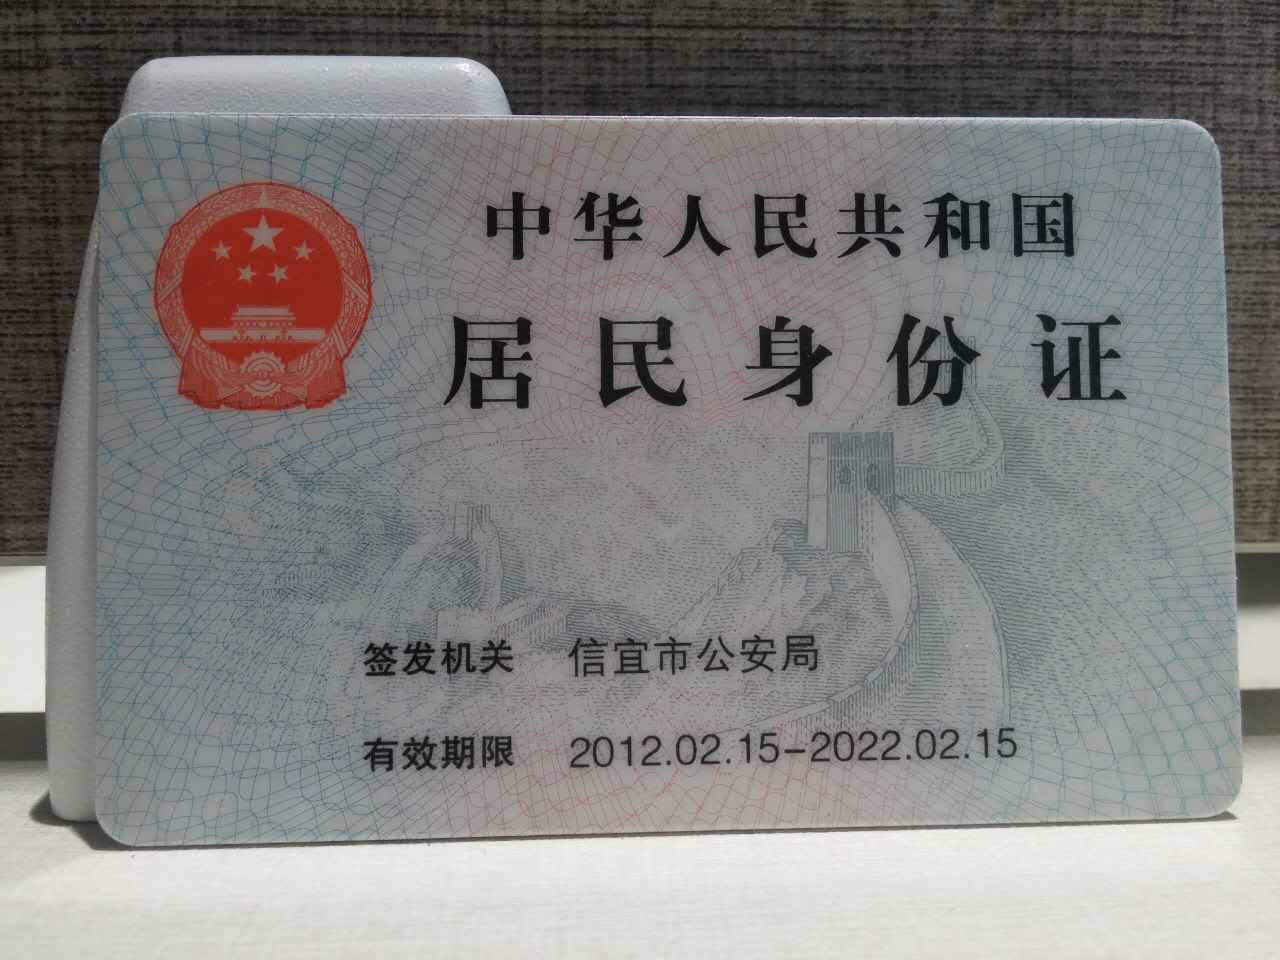 中华人民共和国
居民身份证
签发机关 信宜市公安局
有效期限 2012.02.15-2022.02.15